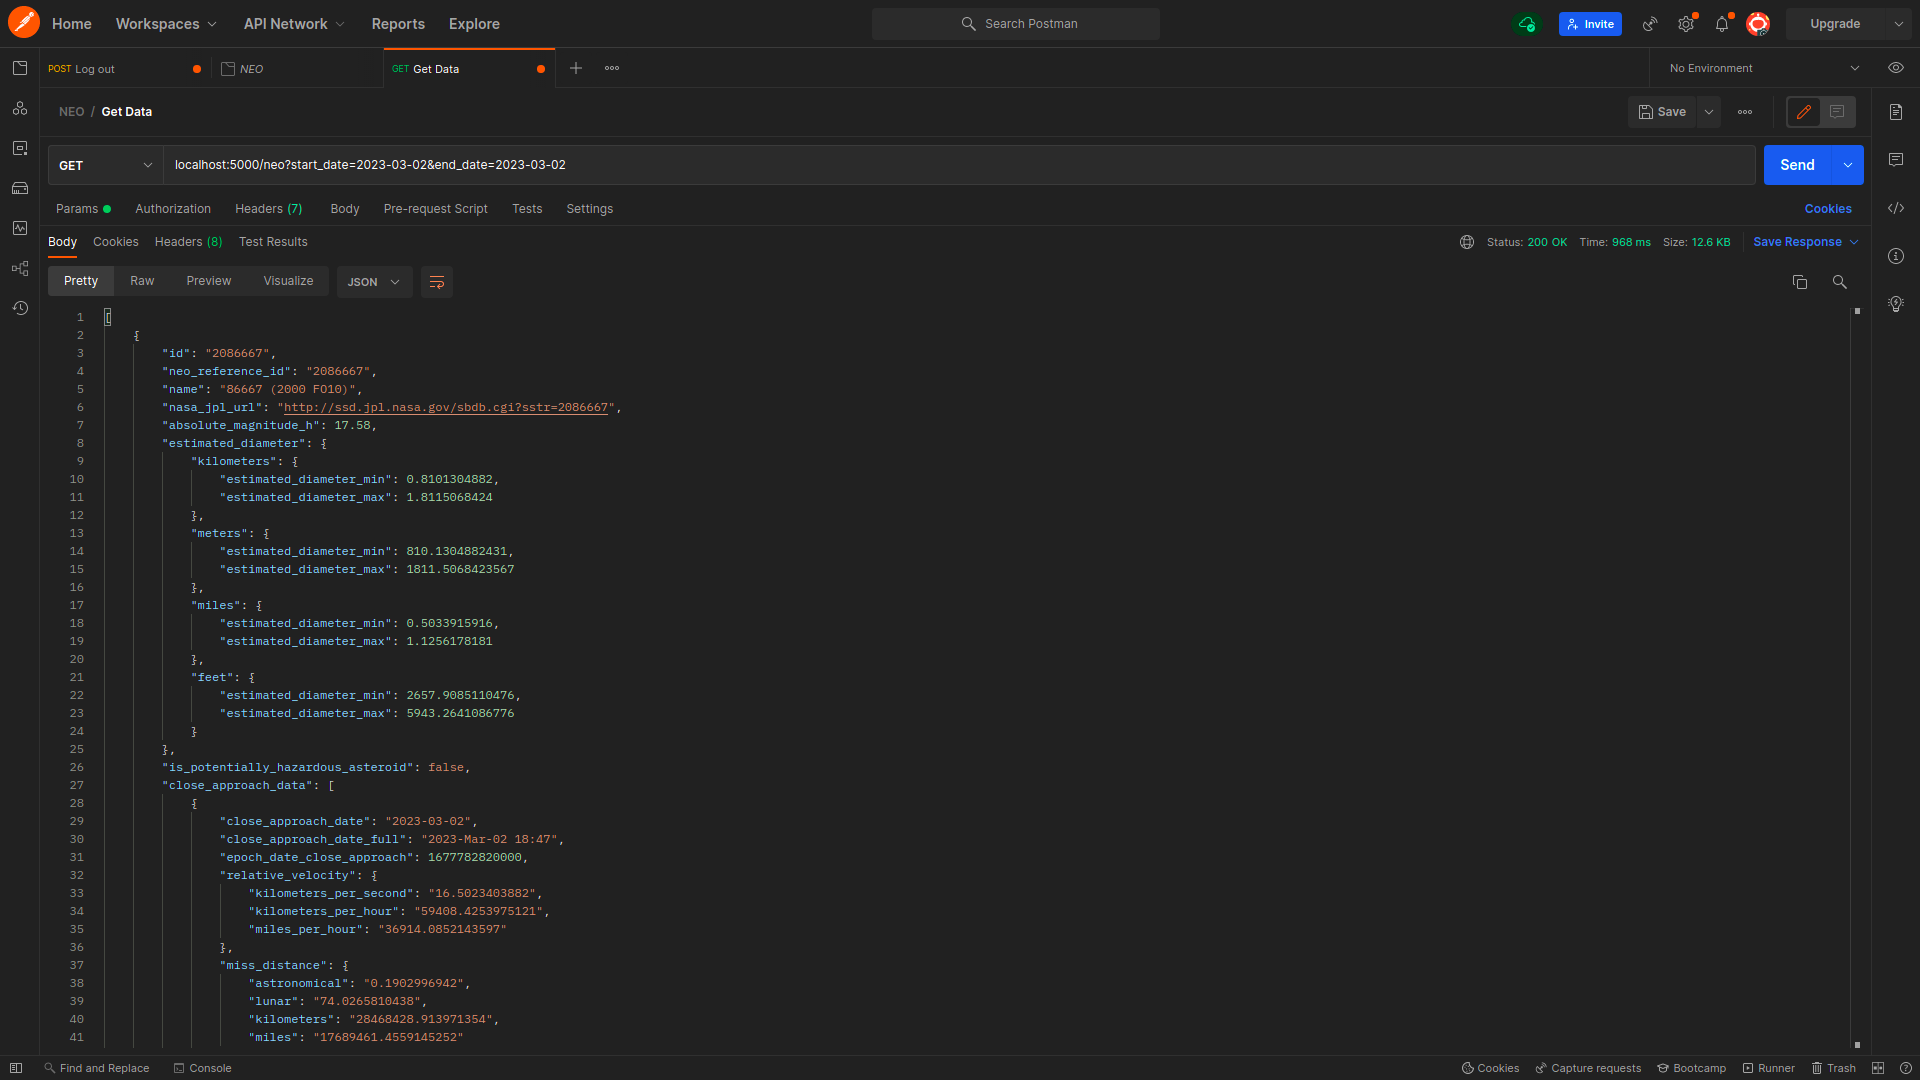 Home Workspaces API Network Reports Explore Search Postman Invite Upgrade
POST Log out NEO GET Get Data No Environment
NEO / Get Data Save
GET localhost:5000/neo?start_date=2023-03-02&end_date=2023-03-02 Send
Params Authorization Headers (7) Body Pre-request Script Tests Settings Cookies
Body Cookies Headers (8) Test Results Status: 200 OK Time: 968 ms Size: 12.6 KB Save Response
Pretty Raw Preview Visualize JSON
1 [
2 {
3 "id": "2086667",
4 "neo_reference_id": "2086667",
5 "name": "86667 (2000 FO10)",
6 "nasa_jpl_url": "http://ssd.jpl.nasa.gov/sbdb.cgi?sstr=2086667",
7 "absolute_magnitude_h": 17.58,
8 "estimated_diameter": {
9 "kilometers": {
10 "estimated_diameter_min": 0.8101304882,
11 "estimated_diameter_max": 1.8115068424
12 },
13 "meters": {
14 "estimated_diameter_min": 810.1304882431,
15 "estimated_diameter_max": 1811.5068423567
16 },
17 "miles": {
18 "estimated_diameter_min": 0.5033915916,
19 "estimated_diameter_max": 1.1256178181
20 },
21 "feet": {
22 "estimated_diameter_min": 2657.9085110476,
23 "estimated_diameter_max": 5943.2641086776
24 }
25 },
26 "is_potentially_hazardous_asteroid": false,
27 "close_approach_data": [
28 {
29 "close_approach_date": "2023-03-02",
30 "close_approach_date_full": "2023-Mar-02 18:47",
31 "epoch_date_close_approach": 1677782820000,
32 "relative_velocity": {
33 "kilometers_per_second": "16.5023403882",
34 "kilometers_per_hour": "59408.4253975121",
35 "miles_per_hour": "36914.0852143597"
36 },
37 "miss_distance": {
38 "astronomical": "0.1902996942",
39 "lunar": "74.0265810438",
40 "kilometers": "28468428.913971354",
41 "miles": "17689461.4559145252"
Find and Replace Console Cookies Capture requests Bootcamp Runner Trash